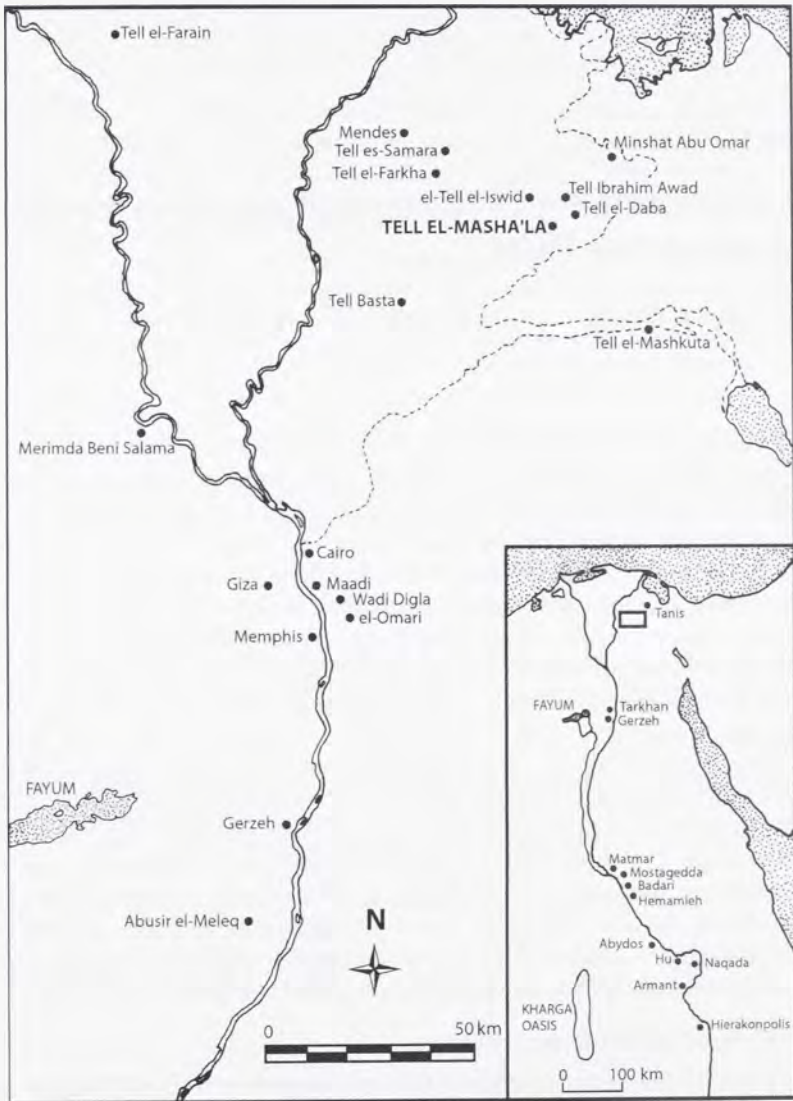 Tell el-Farain
Mendes
Tell es-Samara
Tell el-Farkha
Minshat Abu Omar
el-Tell el-Iswid
Tell Ibrahim Awad
Tell el-Daba
TELL EL-MASHA'LA
Tell Basta
Tell el-Mashkuta
Merimda Beni Salama
Cairo
Giza
Maadi
Wadi Digla
el-Omari
Memphis
FAYUM
Gerzeh
Abusir el-Meleq
N
0 50 km
Tanis
FAYUM
Tarkhan
Gerzeh
Matmar
Mostagedda
Badari
Hemamieh
Abydos
Hu
Naqada
Armant
KHARGA
OASIS
Hierakonpolis
0 100 km